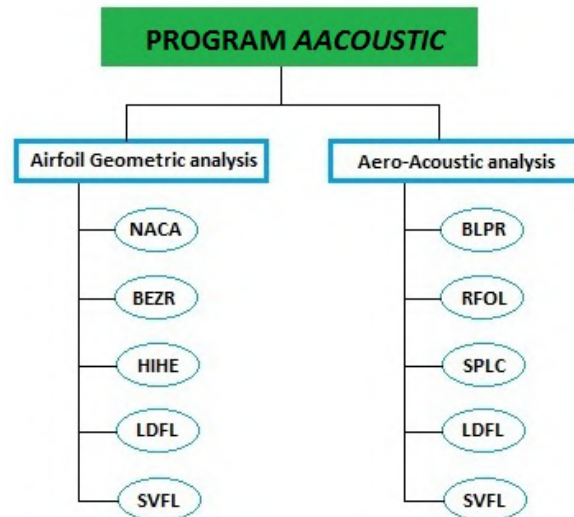 PROGRAM AACOUSTIC
Airfoil Geometric analysis
NACA
BEZR
HIHE
LDFL
SVFL
Aero-Acoustic analysis
BLPR
RFOL
SPLC
LDFL
SVFL